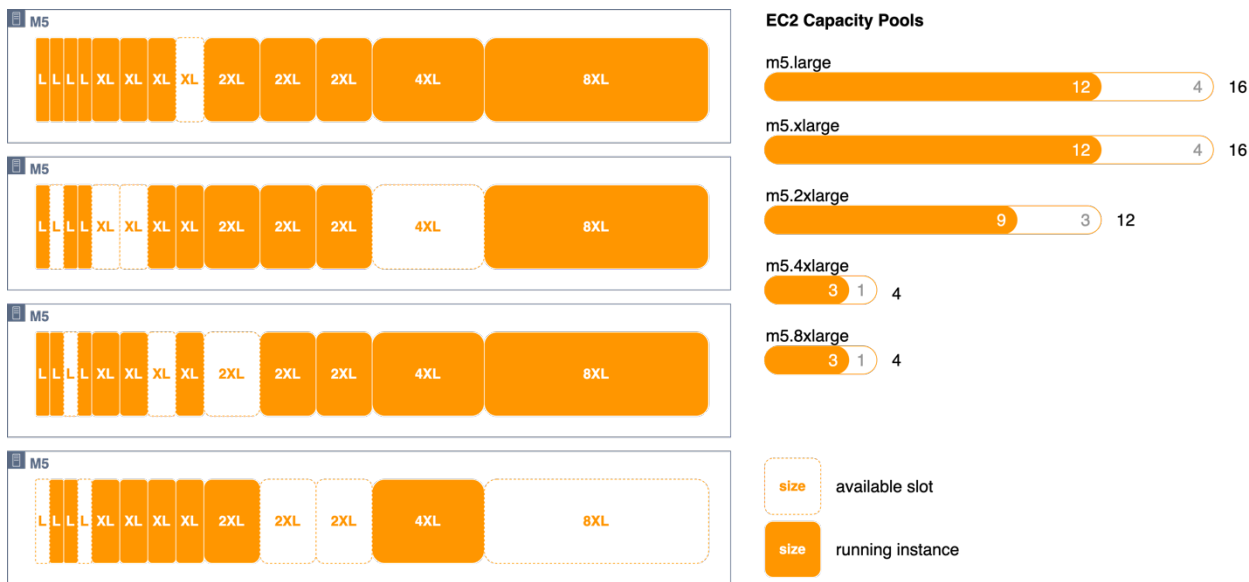 M5
L L L L XL XL XL XL 2XL 2XL 2XL 4XL 8XL
M5
L L L L XL XL XL XL 2XL 2XL 2XL 4XL 8XL
M5
L L L L XL XL XL XL 2XL 2XL 2XL 4XL 8XL
M5
L L L L XL XL XL XL 2XL 2XL 2XL 4XL 8XL
EC2 Capacity Pools
m5.large
12 4 16
m5.xlarge
12 4 16
m5.2xlarge
9 3 12
m5.4xlarge
3 1 4
m5.8xlarge
3 1 4
size available slot
size running instance